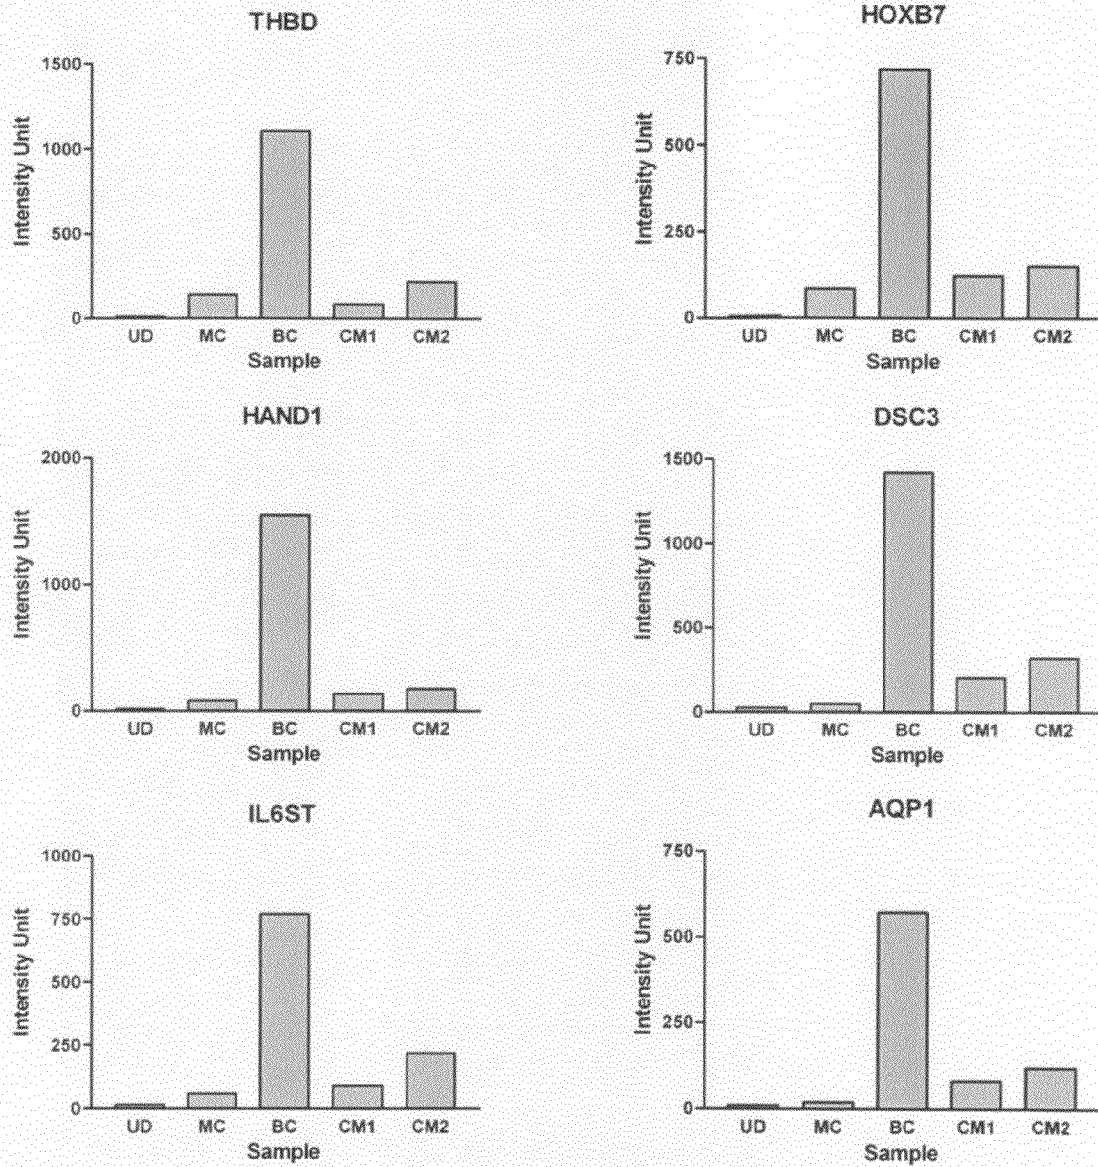 THBD
Intensity Unit
1500
1000
500
0
UD MC BC CM1 CM2
Sample
HOXB7
Intensity Unit
750
500
250
0
UD MC BC CM1 CM2
Sample
HAND1
Intensity Unit
2000
1000
0
UD MC BC CM1 CM2
Sample
DSC3
Intensity Unit
1500
1000
500
0
UD MC BC CM1 CM2
Sample
IL6ST
Intensity Unit
1000
750
500
250
0
UD MC BC CM1 CM2
Sample
AQP1
Intensity Unit
750
500
250
0
UD MC BC CM1 CM2
Sample